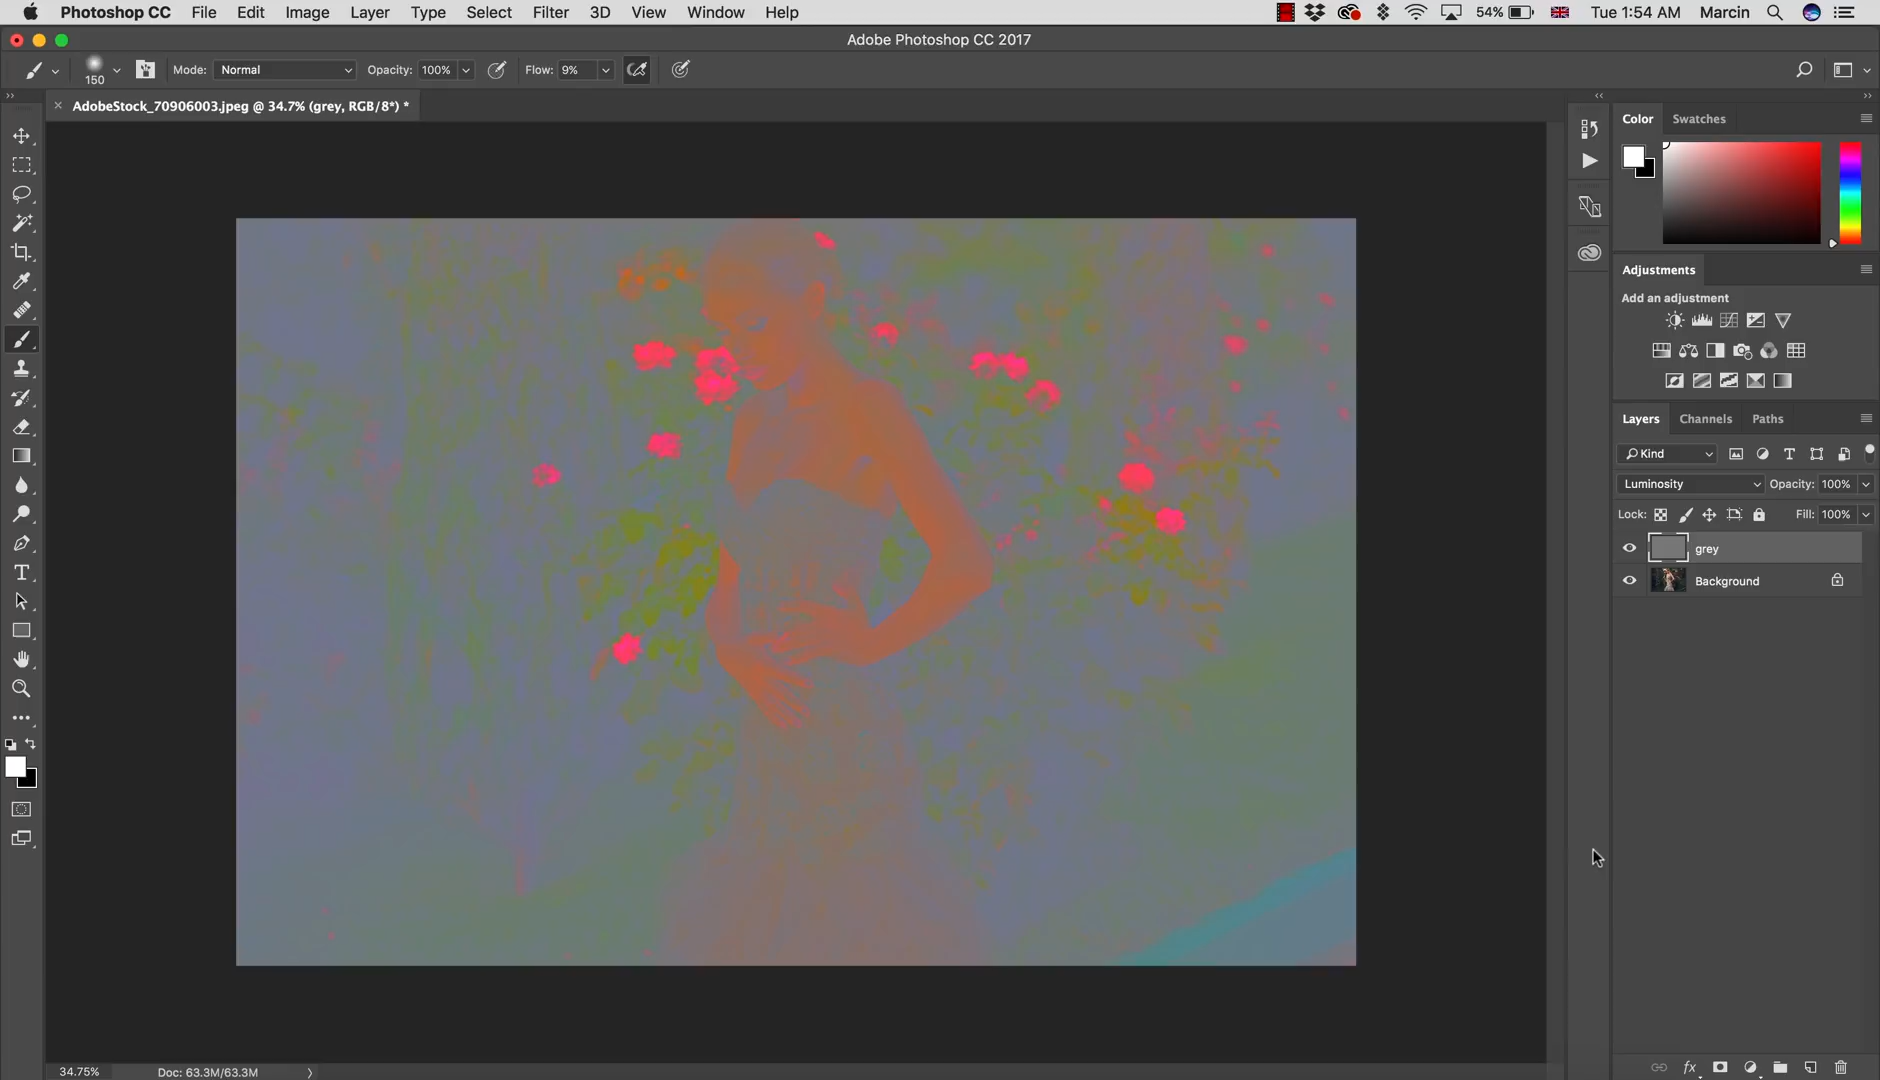 Photoshop CC File Edit Image Layer Type Select Filter 3D View Window Help 54% Tue 1:54 AM Marcin
Adobe Photoshop CC 2017
150 Mode: Normal Opacity: 100% Flow: 9%
AdobeStock_70906003.jpeg @ 34.7% (grey, RGB/8*) *
Color Swatches
Adjustments
Add an adjustment
Layers Channels Paths
Kind
Luminosity Opacity: 100%
Lock: Fill: 100%
grey
Background
34.75% Doc: 63.3M/63.3M
fx